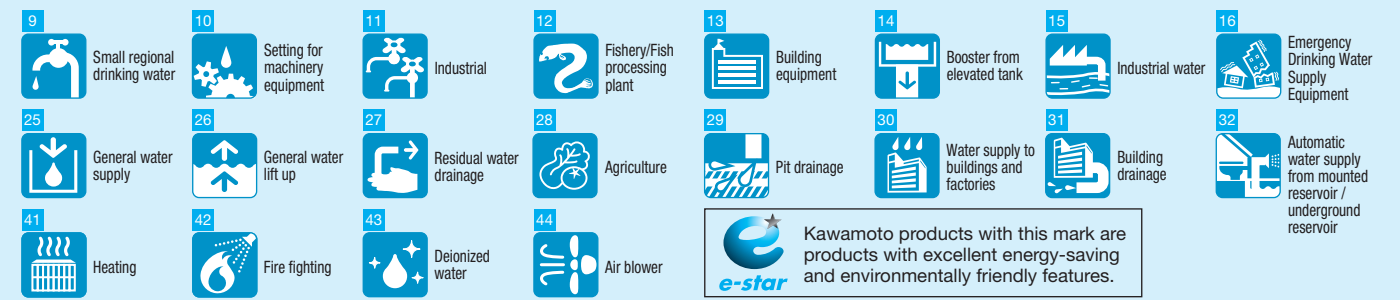 9
Small regional
drinking water
10
Setting for
machinery
equipment
11
Industrial
12
Fishery/Fish
processing
plant
13
Building
equipment
14
Booster from
elevated tank
15
Industrial water
16
Emergency
Drinking Water
Supply
Equipment
25
General water
supply
26
General water
lift up
27
Residual water
drainage
28
Agriculture
29
Pit drainage
30
Water supply to
buildings and
factories
31
Building
drainage
32
Automatic
water supply
from mounted
reservoir /
underground
reservoir
41
Heating
42
Fire fighting
43
Deionized
water
44
Air blower
e-star
Kawamoto products with this mark are
products with excellent energy-saving
and environmentally friendly features.